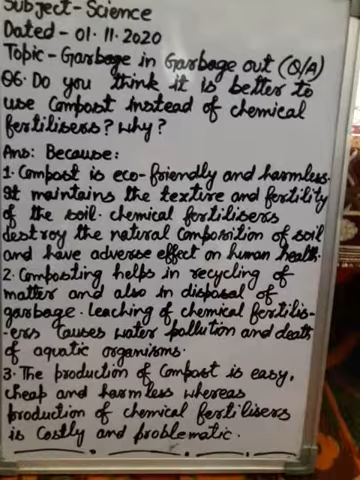 Subject-Science
Dated - 01.11.2020
Topic - Garbage in Garbage out (Q/A)
Q6. Do you think it is better to
use Compost instead of chemical
fertilisers? why?
Ans: Because:
1. Compost is eco-friendly and harmless.
It maintains the texture and fertility
of the soil. chemical fertilisers
destroy the natural Composition of soil
and have adverse effect on human health.
2. Composting helps in recycling of
matter and also in disposal of
garbage. Leaching of chemical fertilis-
-ers Causes water pollution and death
of aquatic organisms.
3. The production of Compost is easy,
cheap and harmless whereas
production of chemical fertilisers
is Costly and problematic.